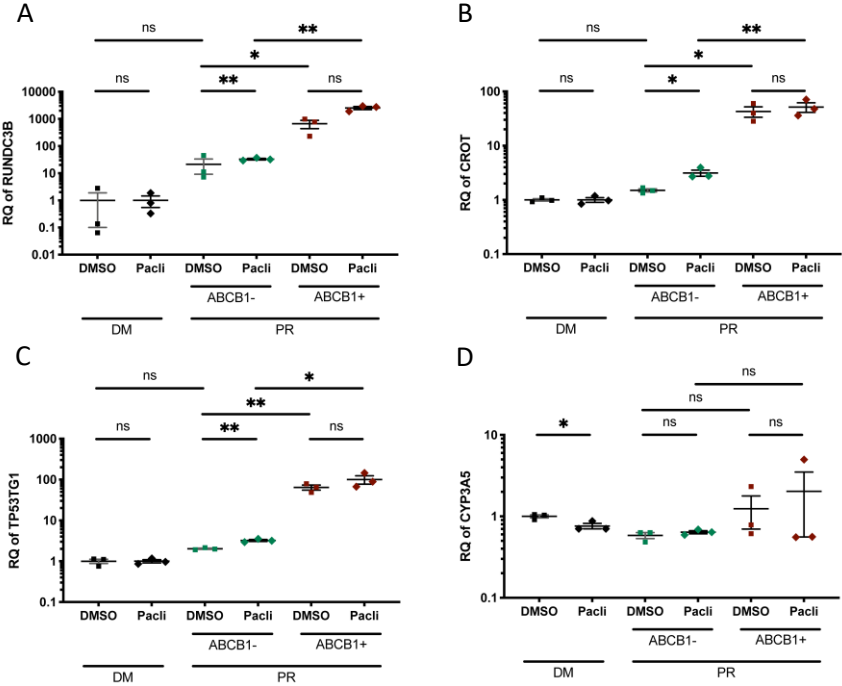 A
ns
**
*
ns
**
ns
10000
1000
100
10
1
0.1
0.01
RQ of RUNDC3B
DMSO Pacli DMSO Pacli DMSO Pacli
ABCB1- ABCB1+
DM PR
B
ns
**
*
ns
*
ns
100
10
1
0.1
RQ of CROT
DMSO Pacli DMSO Pacli DMSO Pacli
ABCB1- ABCB1+
DM PR
C
ns
*
**
ns
**
ns
1000
100
10
1
0.1
RQ of TP53TG1
DMSO Pacli DMSO Pacli DMSO Pacli
ABCB1- ABCB1+
DM PR
D
ns
ns
*
ns
ns
10
1
0.1
RQ of CYP3A5
DMSO Pacli DMSO Pacli DMSO Pacli
ABCB1- ABCB1+
DM PR